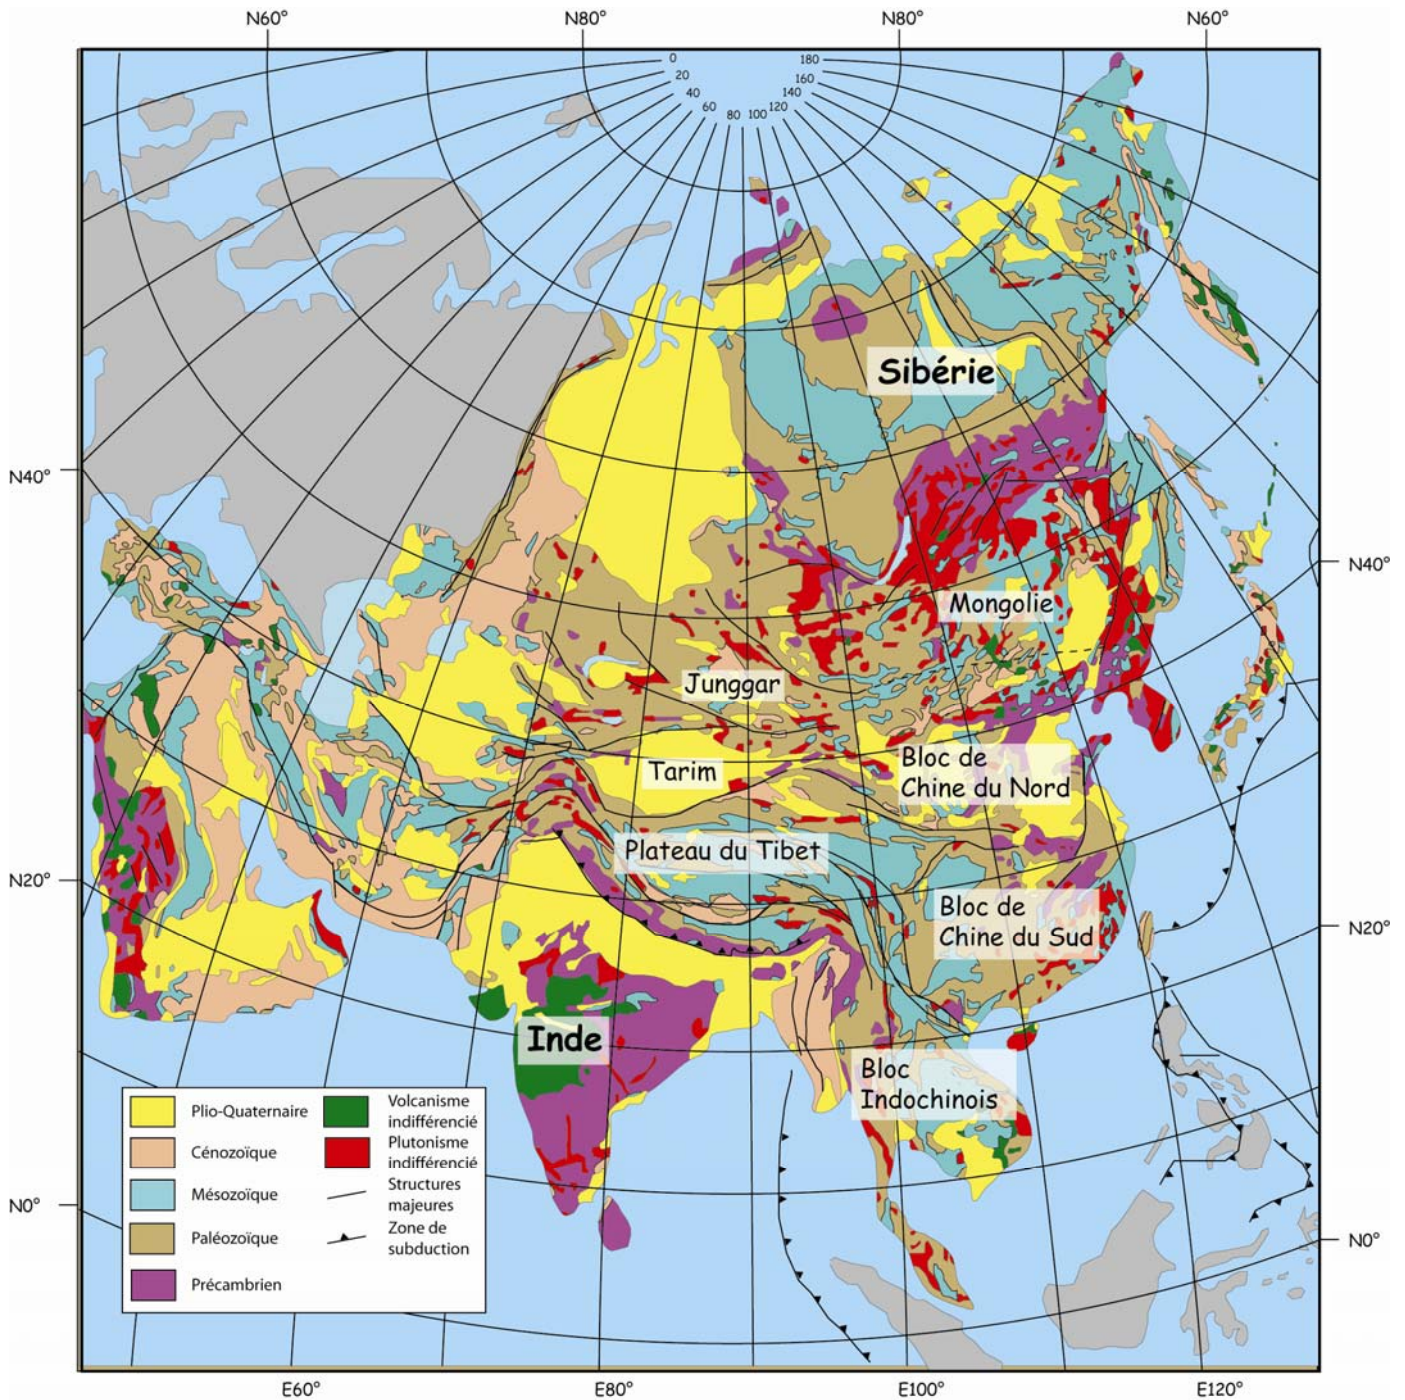 N60°
N80°
N80°
N60°
0
20
40
60
80
100
120
140
160
180
Sibérie
N40°
N40°
Mongolie
Junggar
Tarim
Bloc de
Chine du Nord
Plateau du Tibet
N20°
Bloc de
Chine du Sud
N20°
Inde
Bloc
Indochinois
Plio-Quaternaire
Cénozoïque
Mésozoïque
Paléozoïque
Précambrien
Volcanisme
indifférencié
Plutonisme
indifférencié
Structures
majeures
Zone de
subduction
N0°
N0°
E60°
E80°
E100°
E120°